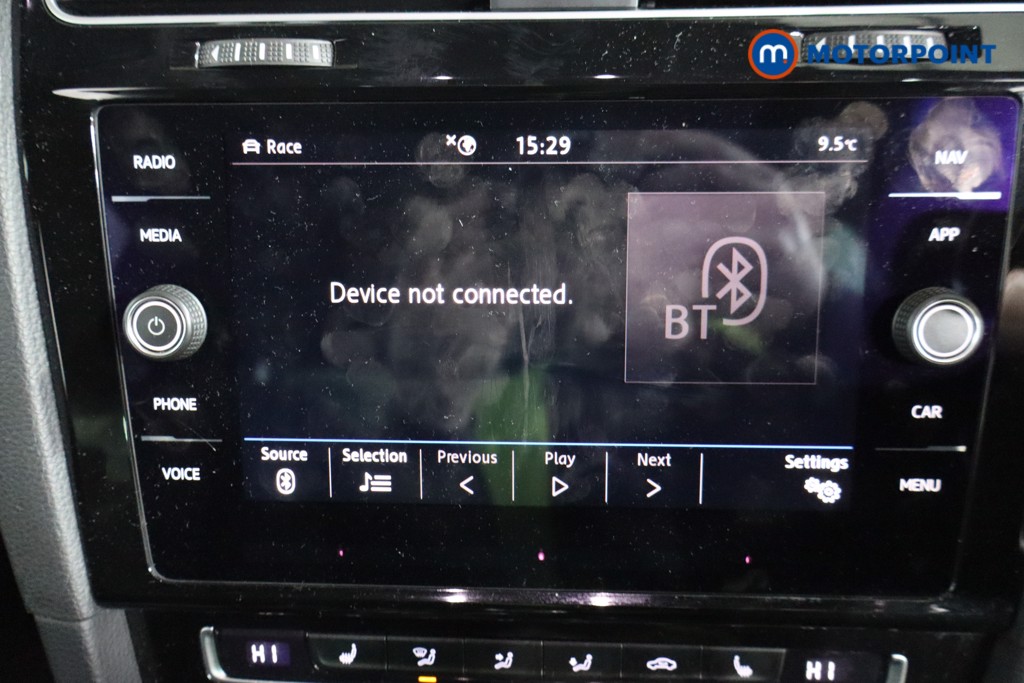 m MOTORPOINT
Race 15:29 9.5°C
RADIO
MEDIA
PHONE
VOICE
NAV
APP
CAR
MENU
Device not connected.
BT
Source Selection Previous Play Next Settings
HI HI